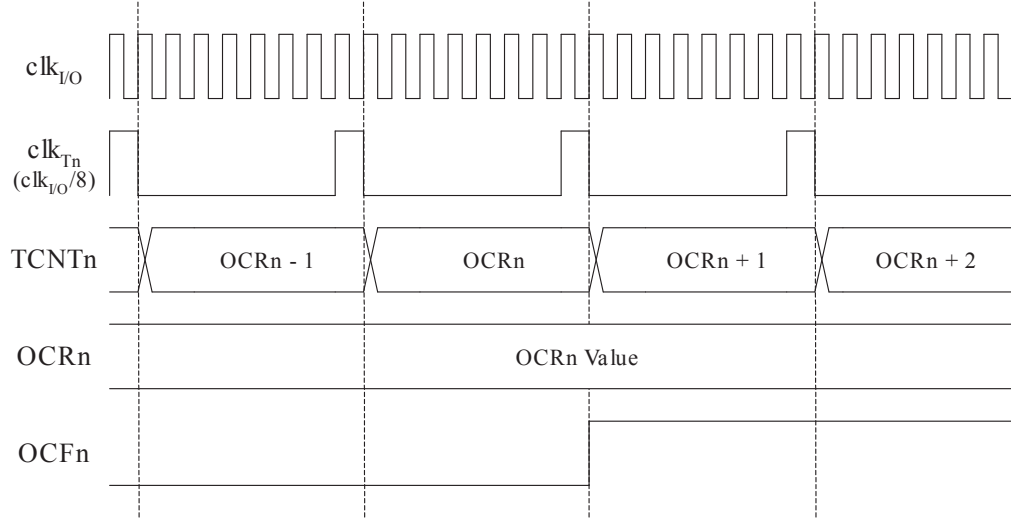 clkI/O
clkTn
(clkI/O/8)
TCNTn OCRn - 1 OCRn OCRn + 1 OCRn + 2
OCRn OCRn Value
OCFn